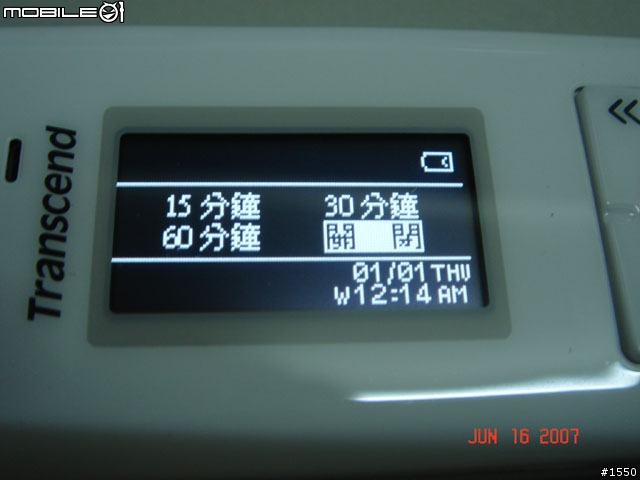 MOBILE01
Transcend
15 分鐘 30 分鐘
60 分鐘 關 閉
01/01 THU
W12:14 AM
JUN 16 2007
#1550